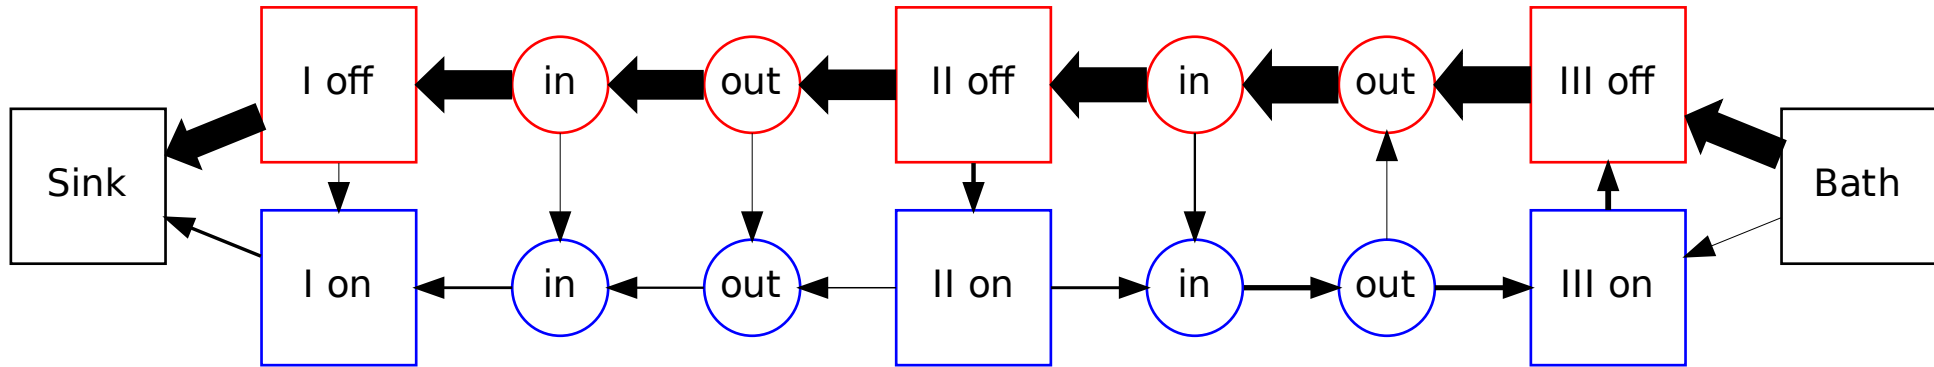 I off
in
out
II off
in
out
III off
Sink
Bath
I on
in
out
II on
in
out
III on